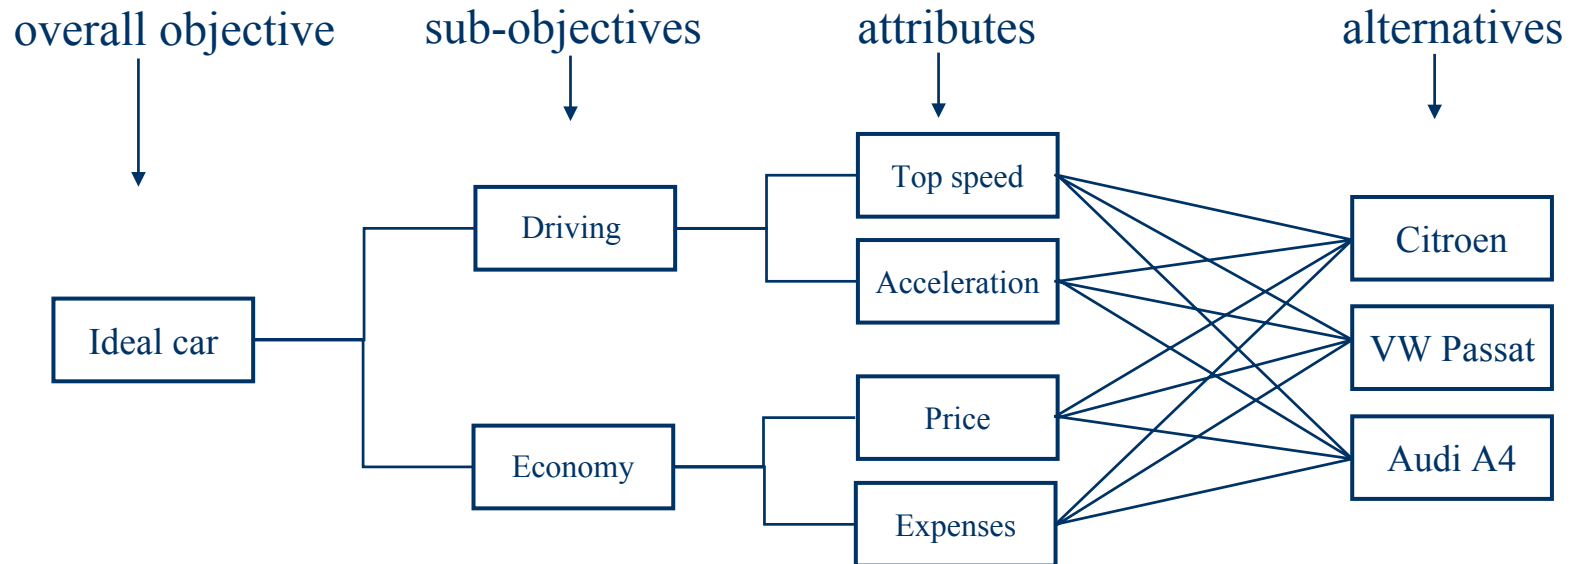 overall objective
sub-objectives
attributes
alternatives
Ideal car
Driving
Economy
Top speed
Acceleration
Price
Expenses
Citroen
VW Passat
Audi A4